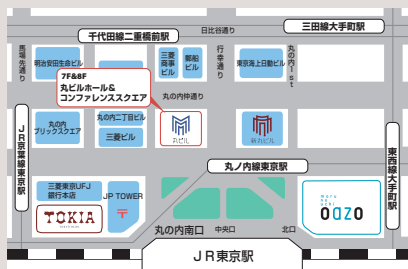 三田線大手町駅
日比谷通り
千代田線二重橋前駅
馬場先通り
明治安田生命ビル
三菱
商事
ビル
郵船
ビル
行幸通り
東京海上日動ビル
丸の内1st
7F&8F
丸ビルホール&
コンファレンススクエア
丸の内仲通り
丸の内
ブリックスクエア
丸の内二丁目ビル
三菱ビル
丸ビル
新丸ビル
JR京葉線東京駅
丸ノ内線東京駅
東西線大手町駅
三菱東京UFJ
銀行本店
JP TOWER
TOKIA
〒
maru
no
uchi
OAZO
丸の内南口
中央口
北口
JR東京駅